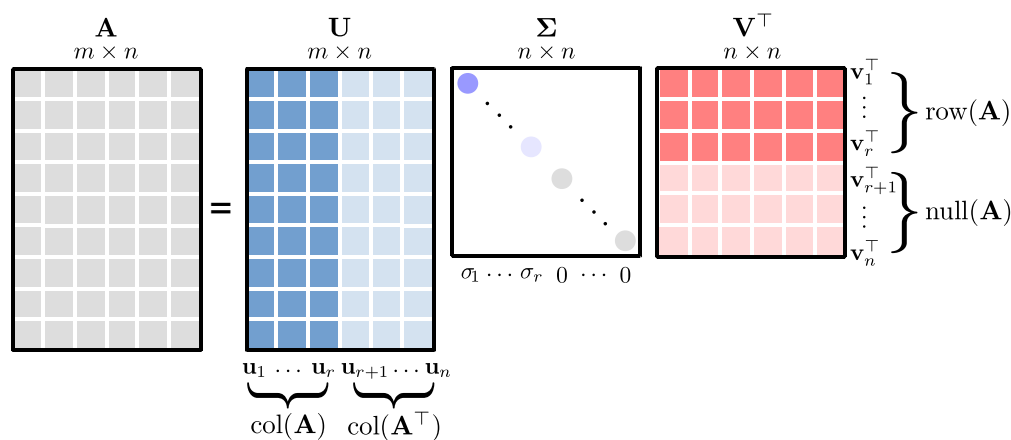 A U Σ V⊤
m × n m × n n × n n × n
v₁⊤
⋮
vᵣ⊤
row(A)
=
vᵣ₊₁⊤
⋮
vₙ⊤
null(A)
σ₁ ⋯ σᵣ 0 ⋯ 0
u₁ … uᵣ uᵣ₊₁ … uₙ
col(A) col(A⊤)